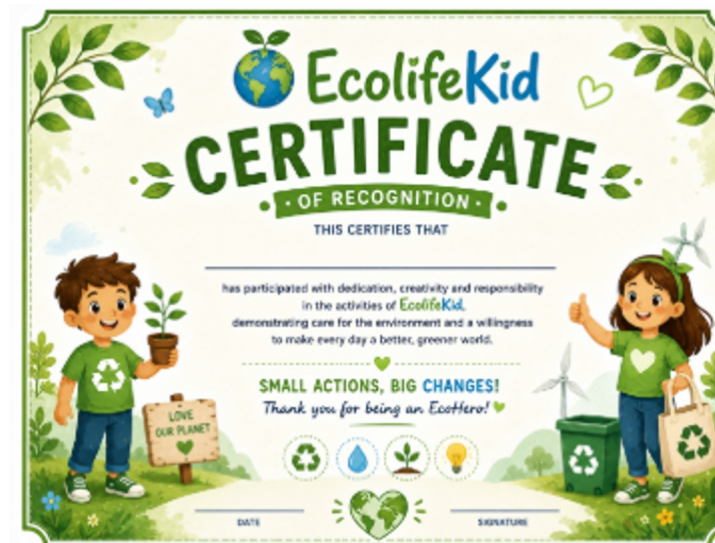 EcolifeKid
CERTIFICATE
· OF RECOGNITION ·
THIS CERTIFIES THAT
has participated with dedication, creativity and responsibility
in the activities of EcolifeKid,
demonstrating care for the environment and a willingness
to make every day a better, greener world.
SMALL ACTIONS, BIG CHANGES!
Thank you for being an EcoHero!
LOVE
OUR PLANET
DATE
SIGNATURE